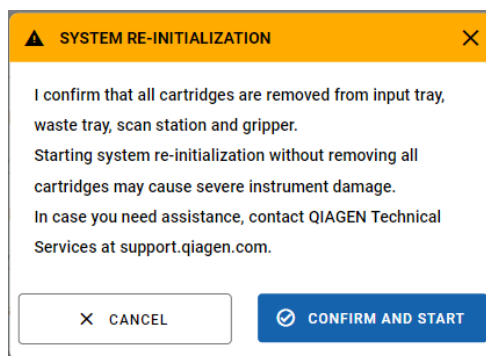 SYSTEM RE-INITIALIZATION
I confirm that all cartridges are removed from input tray,
waste tray, scan station and gripper.
Starting system re-initialization without removing all
cartridges may cause severe instrument damage.
In case you need assistance, contact QIAGEN Technical
Services at support.qiagen.com.
CANCEL
CONFIRM AND START